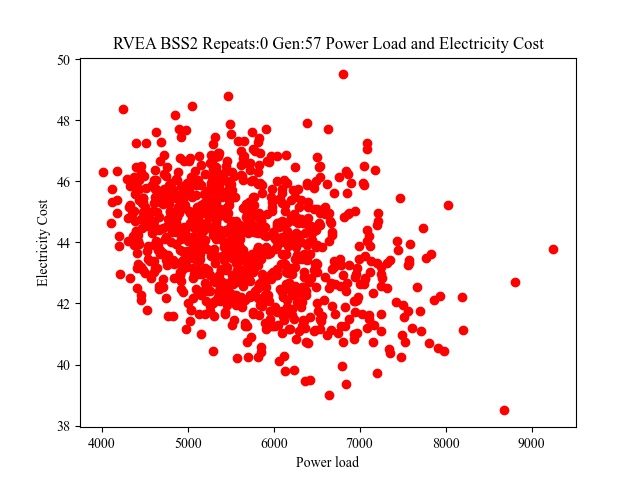 RVEA BSS2 Repeats:0 Gen:57 Power Load and Electricity Cost
50
48
46
44
42
40
38
Electricity Cost
4000 5000 6000 7000 8000 9000
Power load